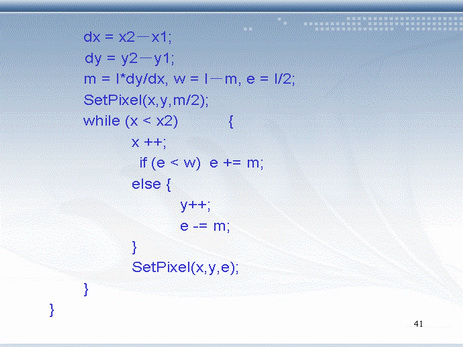 dx = x2－x1;
dy = y2－y1;
m = I*dy/dx, w = I－m, e = I/2;
SetPixel(x,y,m/2);
while (x < x2) {
x ++;
if (e < w) e += m;
else {
y++;
e -= m;
}
SetPixel(x,y,e);
}
}
41